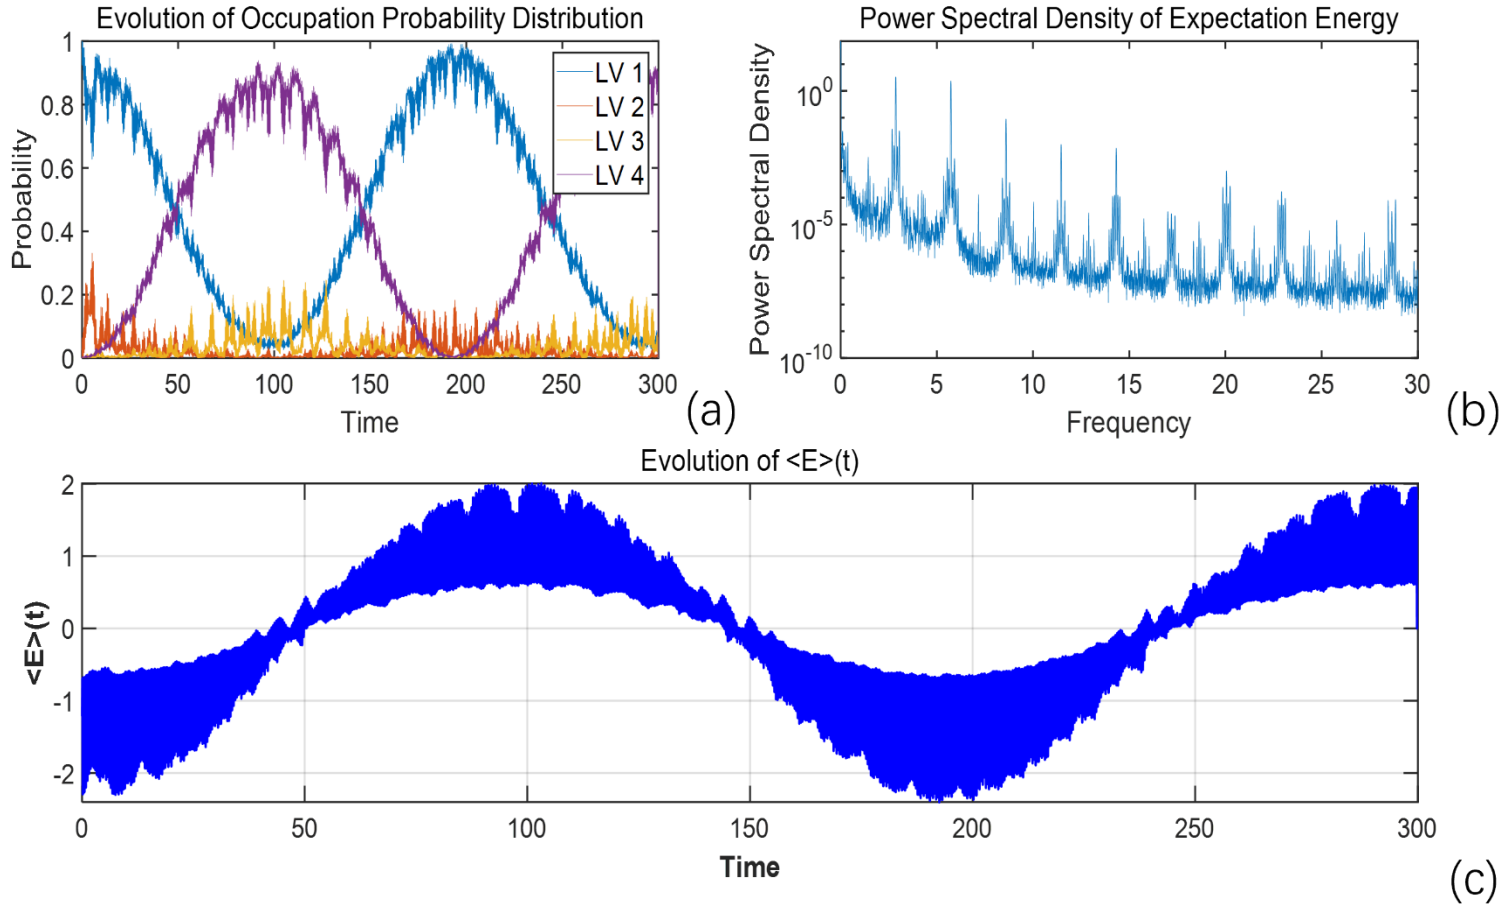 Evolution of Occupation Probability Distribution
1
0.8
0.6
0.4
0.2
0
Probability
LV 1
LV 2
LV 3
LV 4
0 50 100 150 200 250 300
Time
(a)
Power Spectral Density of Expectation Energy
10^0
10^-5
10^-10
Power Spectral Density
0 5 10 15 20 25 30
Frequency
(b)
Evolution of <E>(t)
2
1
0
-1
-2
<E>(t)
0 50 100 150 200 250 300
Time
(c)